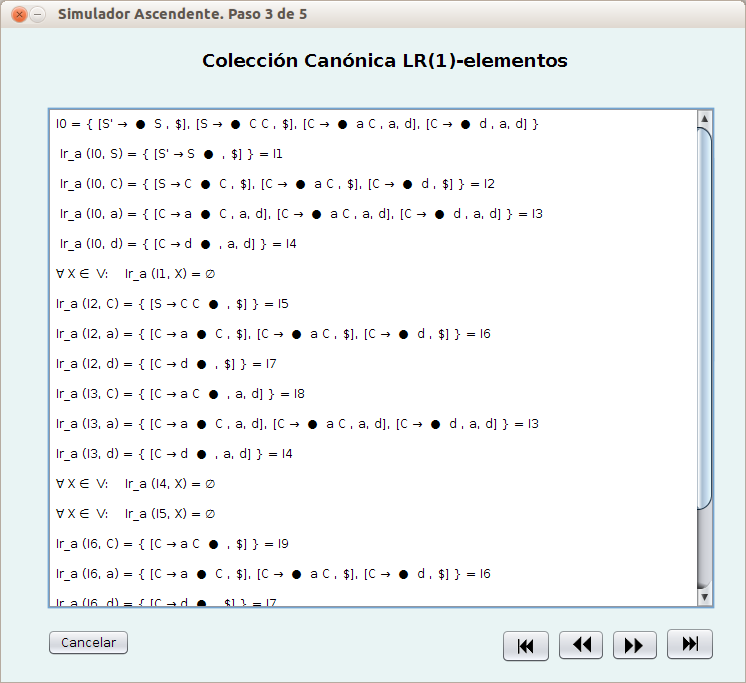 Simulador Ascendente. Paso 3 de 5
Colección Canónica LR(1)-elementos
I0 = { [S' → ● S , $], [S → ● C C , $], [C → ● a C , a, d], [C → ● d , a, d] }
Ir_a (I0, S) = { [S' → S ● , $] } = I1
Ir_a (I0, C) = { [S → C ● C , $], [C → ● a C , $], [C → ● d , $] } = I2
Ir_a (I0, a) = { [C → a ● C , a, d], [C → ● a C , a, d], [C → ● d , a, d] } = I3
Ir_a (I0, d) = { [C → d ● , a, d] } = I4
∀ X ∈ V: Ir_a (I1, X) = ∅
Ir_a (I2, C) = { [S → C C ● , $] } = I5
Ir_a (I2, a) = { [C → a ● C , $], [C → ● a C , $], [C → ● d , $] } = I6
Ir_a (I2, d) = { [C → d ● , $] } = I7
Ir_a (I3, C) = { [C → a C ● , a, d] } = I8
Ir_a (I3, a) = { [C → a ● C , a, d], [C → ● a C , a, d], [C → ● d , a, d] } = I3
Ir_a (I3, d) = { [C → d ● , a, d] } = I4
∀ X ∈ V: Ir_a (I4, X) = ∅
∀ X ∈ V: Ir_a (I5, X) = ∅
Ir_a (I6, C) = { [C → a C ● , $] } = I9
Ir_a (I6, a) = { [C → a ● C , $], [C → ● a C , $], [C → ● d , $] } = I6
Ir_a (I6, d) = { [C → d ● , $] } = I7
Cancelar